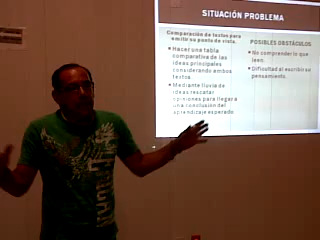 SITUACIÓN PROBLEMA
Comparación de textos para
emitir su punto de vista.
• Hacer una tabla
comparativa de las
ideas principales
considerando ambos
textos.
• Mediante lluvia de
ideas rescatar
opiniones para llegar a
una conclusión del
aprendizaje esperado
POSIBLES OBSTÁCULOS
• No comprender lo que
leen.
• Dificultad al escribir su
pensamiento.